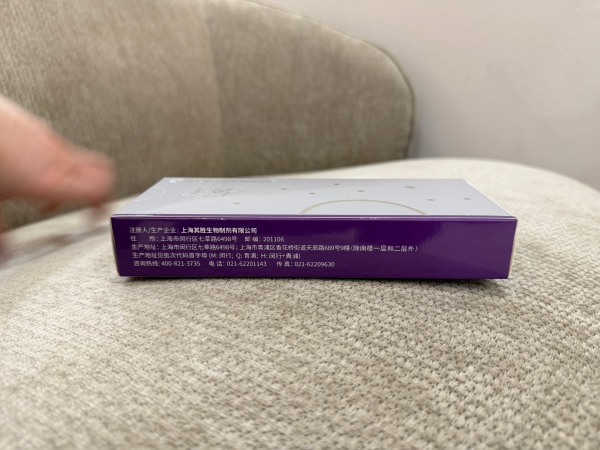 注册人/生产企业: 上海其胜生物制剂有限公司
住 所: 上海市闵行区七莘路6498号 邮 编: 201106
生产地址: 上海市闵行区七莘路6498号; 上海市青浦区香花桥街道天辰路689号9幢(除南楼一层和二层外)
生产地址见批次代码首字母 (M: 闵行; Q: 青浦; H: 闵行+青浦)
咨询热线: 400-821-3735 电 话: 021-62201143 传 真: 021-62209630